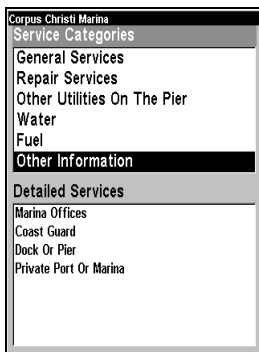 Corpus Christi Marina
Service Categories
General Services
Repair Services
Other Utilities On The Pier
Water
Fuel
Other Information
Detailed Services
Marina Offices
Coast Guard
Dock Or Pier
Private Port Or Marina